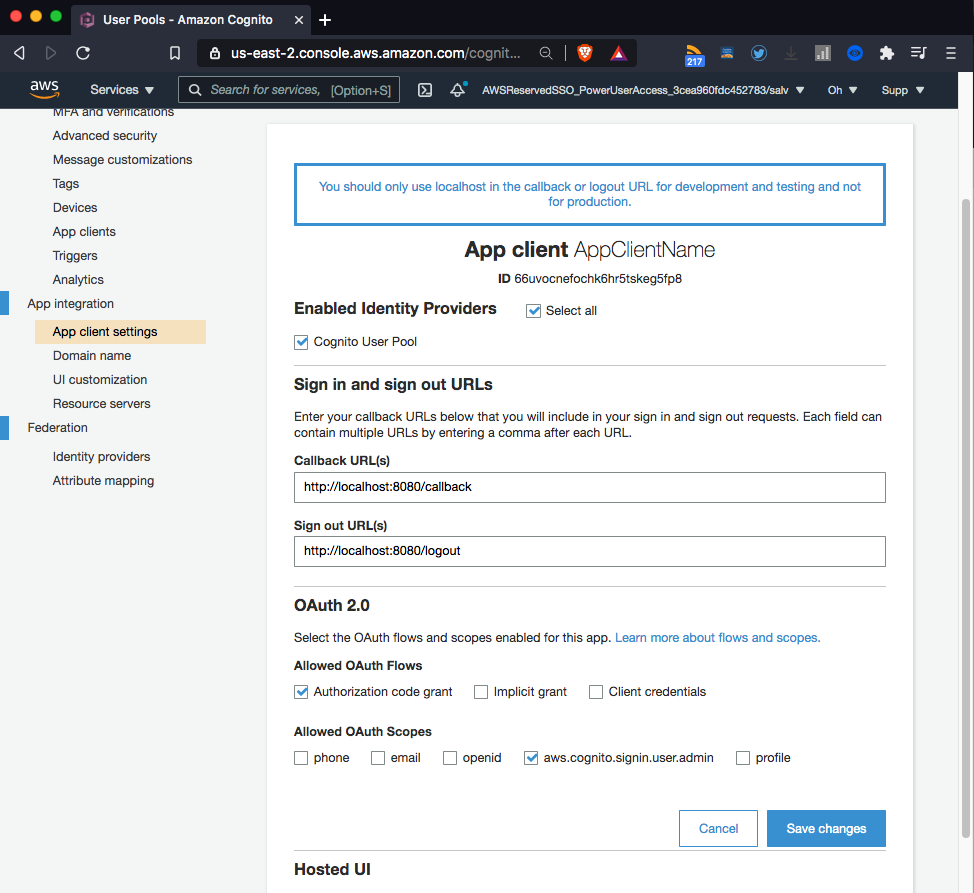 User Pools - Amazon Cognito
us-east-2.console.aws.amazon.com/cognit...
217
aws
Services
Search for services, [Option+S]
AWSReservedSSO_PowerUserAccess_3cea960fdc452783/salv
Oh
Supp
MFA and verifications
Advanced security
Message customizations
Tags
Devices
App clients
Triggers
Analytics
App integration
App client settings
Domain name
UI customization
Resource servers
Federation
Identity providers
Attribute mapping
You should only use localhost in the callback or logout URL for development and testing and not
for production.
App client AppClientName
ID 66uvocnefochk6hr5tskeg5fp8
Enabled Identity Providers
Select all
Cognito User Pool
Sign in and sign out URLs
Enter your callback URLs below that you will include in your sign in and sign out requests. Each field can
contain multiple URLs by entering a comma after each URL.
Callback URL(s)
http://localhost:8080/callback
Sign out URL(s)
http://localhost:8080/logout
OAuth 2.0
Select the OAuth flows and scopes enabled for this app. Learn more about flows and scopes.
Allowed OAuth Flows
Authorization code grant
Implicit grant
Client credentials
Allowed OAuth Scopes
phone
email
openid
aws.cognito.signin.user.admin
profile
Cancel
Save changes
Hosted UI